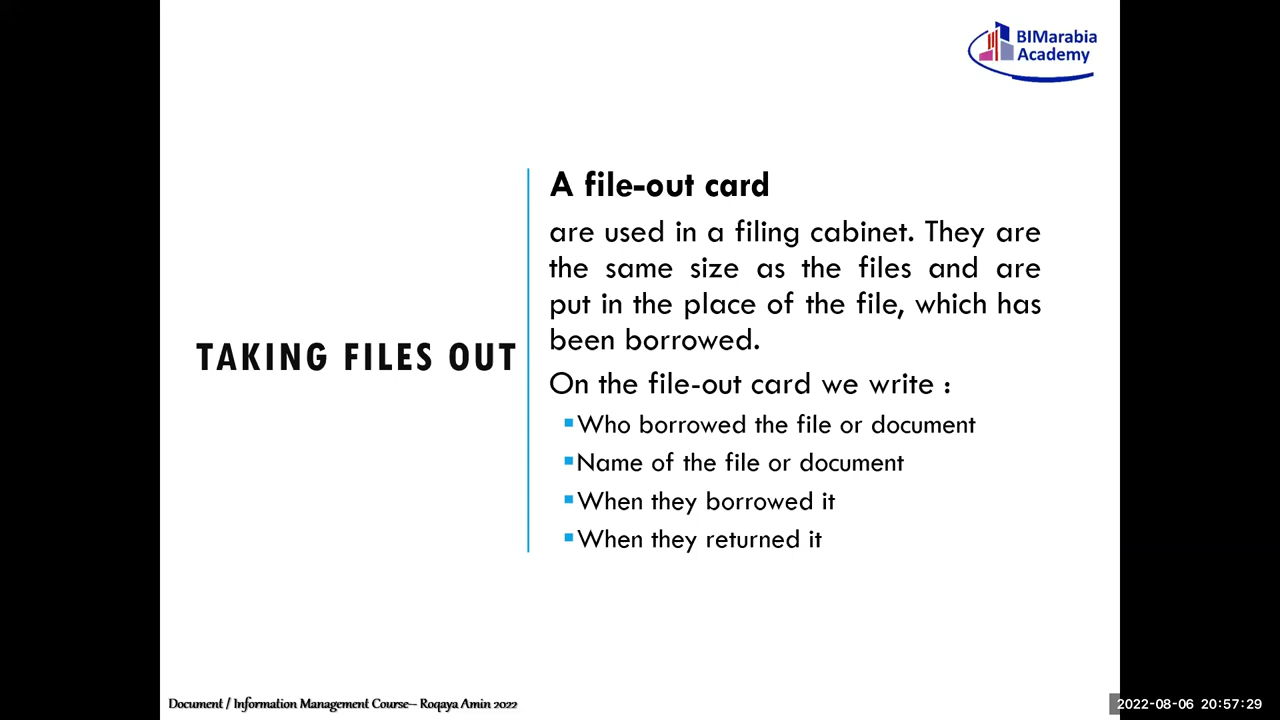 BIMarabia
Academy
TAKING FILES OUT
A file-out card
are used in a filing cabinet. They are
the same size as the files and are
put in the place of the file, which has
been borrowed.
On the file-out card we write :
▪Who borrowed the file or document
▪Name of the file or document
▪When they borrowed it
▪When they returned it
Document / Information Management Course– Roqaya Amin 2022
2022-08-06 20:57:29